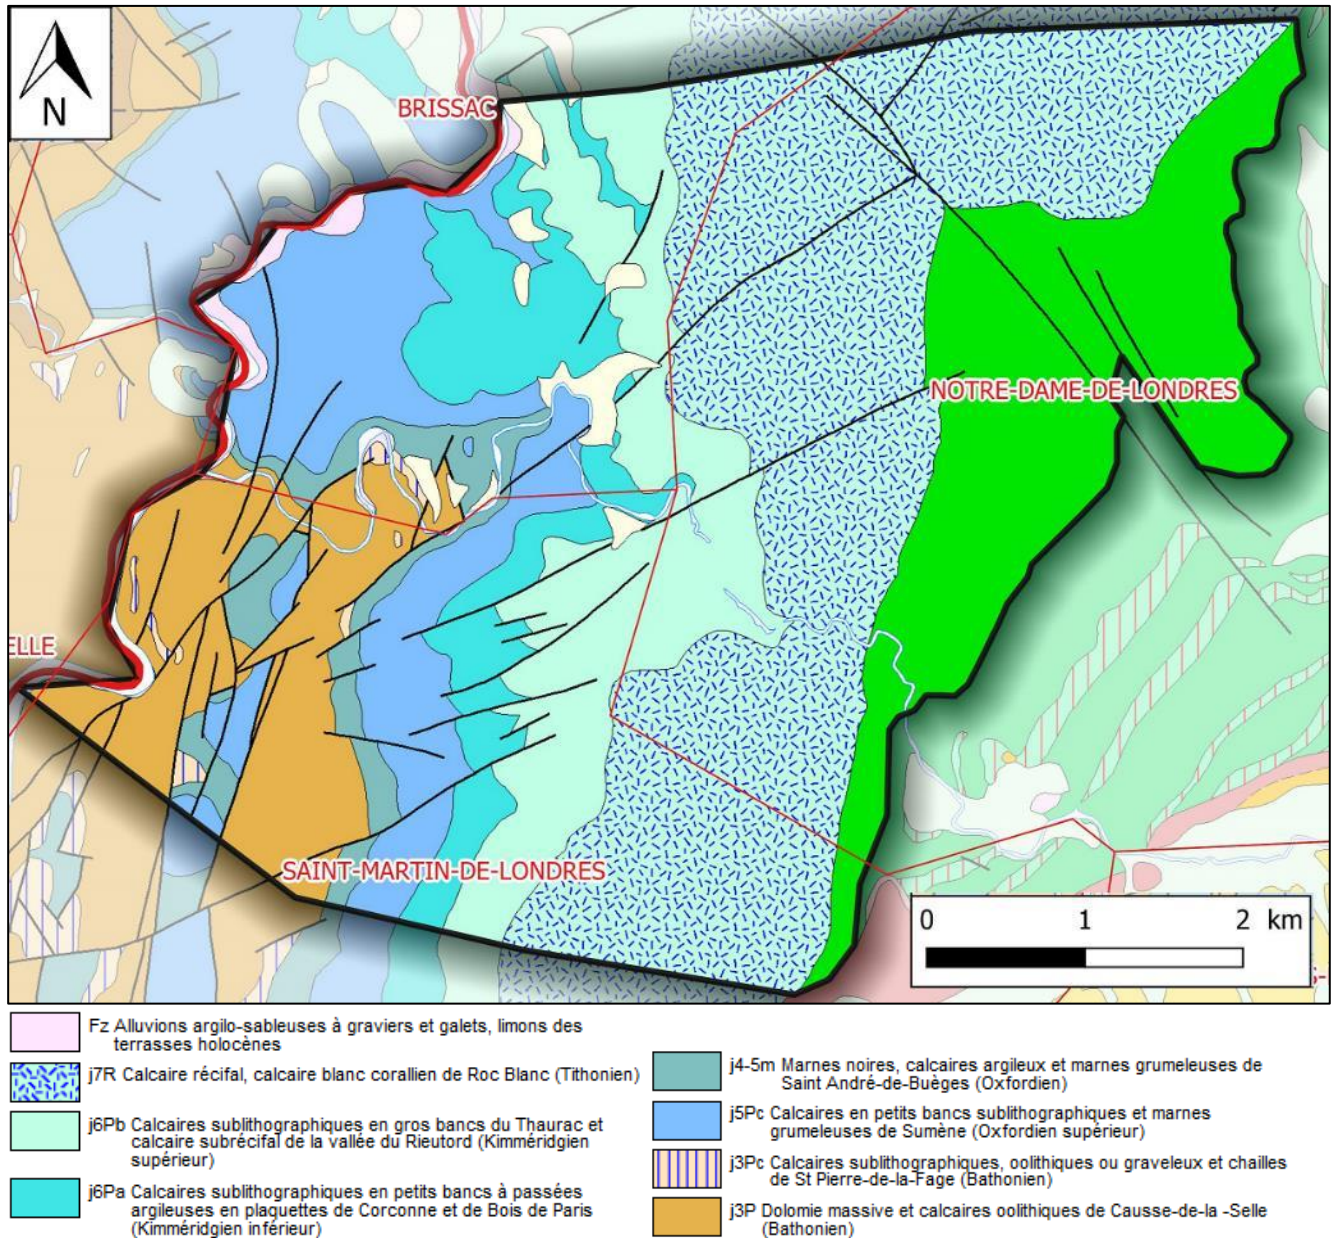 N
BRISSAC
NOTRE-DAME-DE-LONDRES
ELLE
SAINT-MARTIN-DE-LONDRES
0 1 2 km
S-
Fz Alluvions argilo-sableuses à graviers et galets, limons des
terrasses holocènes
j7R Calcaire récifal, calcaire blanc corallien de Roc Blanc (Tithonien)
j6Pb Calcaires sublithographiques en gros bancs du Thaurac et
calcaire subrécifal de la vallée du Rieutord (Kimméridgien
supérieur)
j6Pa Calcaires sublithographiques en petits bancs à passées
argileuses en plaquettes de Corconne et de Bois de Paris
(Kimméridgien inférieur)
j4-5m Marnes noires, calcaires argileux et marnes grumeleuses de
Saint André-de-Buèges (Oxfordien)
j5Pc Calcaires en petits bancs sublithographiques et marnes
grumeleuses de Sumène (Oxfordien supérieur)
j3Pc Calcaires sublithographiques, oolithiques ou graveleux et chailles
de St Pierre-de-la-Fage (Bathonien)
j3P Dolomie massive et calcaires oolithiques de Causse-de-la -Selle
(Bathonien)